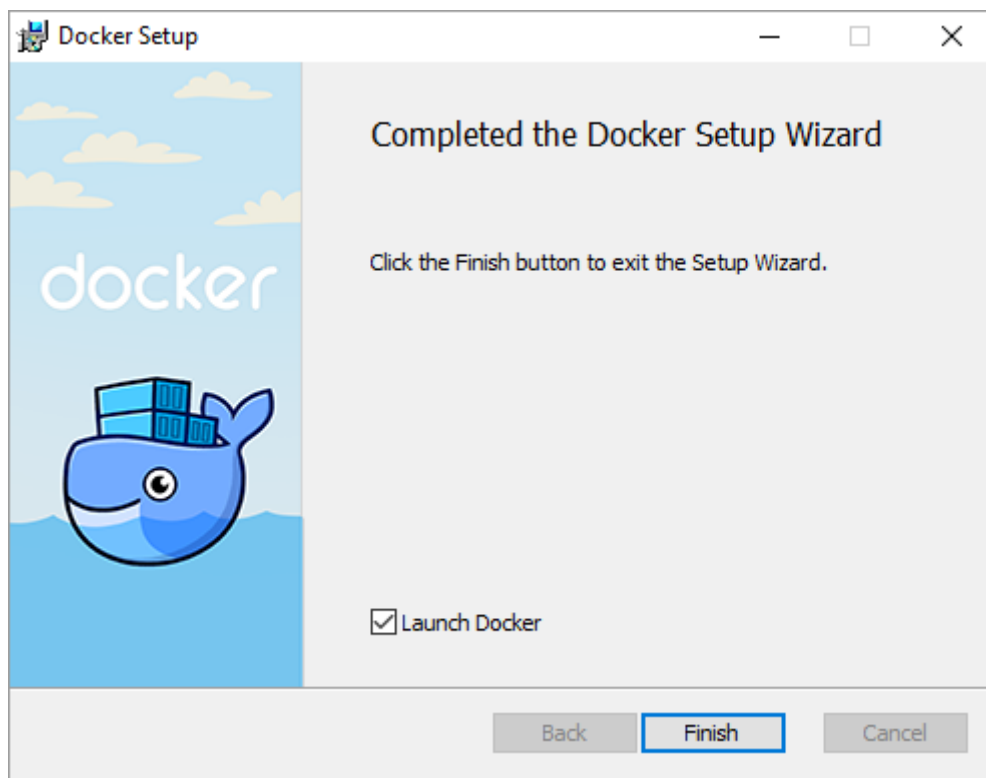 Docker Setup
Completed the Docker Setup Wizard
Click the Finish button to exit the Setup Wizard.
docker
Launch Docker
Back
Finish
Cancel